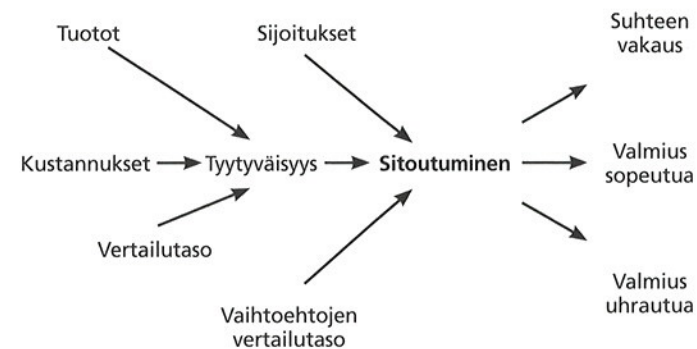 Tuotot
Sijoitukset
Suhteen
vakaus
Kustannukset
Tyytyväisyys
Sitoutuminen
Valmius
sopeutua
Vertailutaso
Vaihtoehtojen
vertailutaso
Valmius
uhrautua